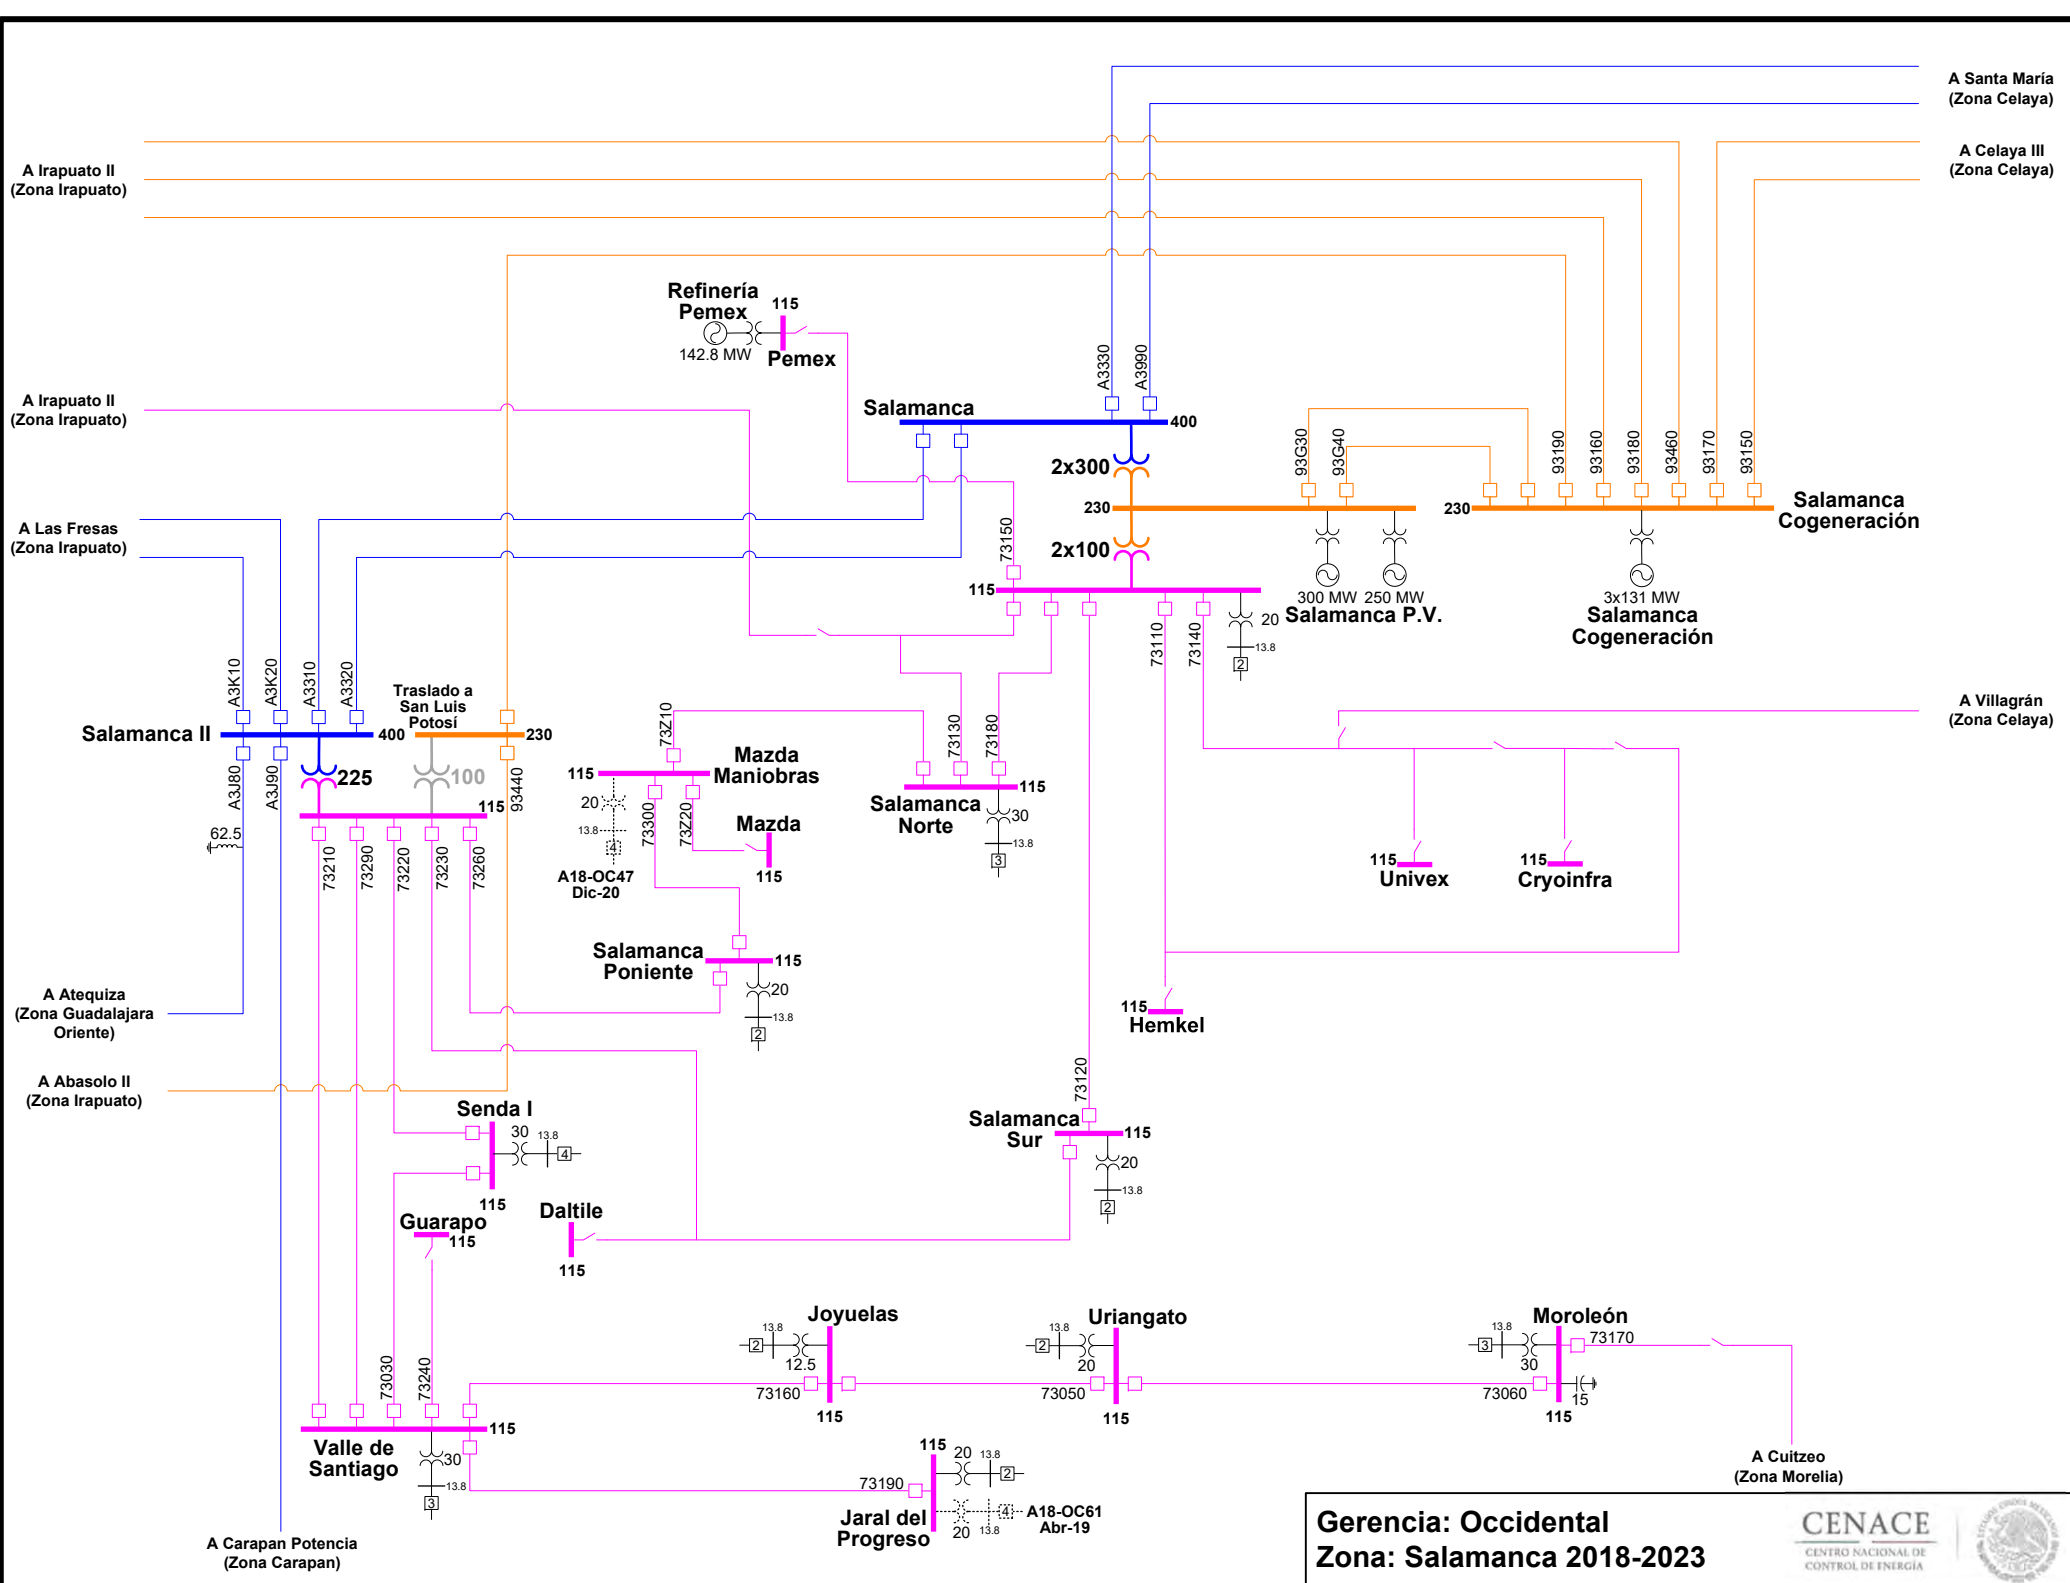 A Santa María
(Zona Celaya)
A Celaya III
(Zona Celaya)
A Irapuato II
(Zona Irapuato)
Refinería
Pemex
115
142.8 MW
Pemex
A3330
A3990
A Irapuato II
(Zona Irapuato)
Salamanca
400
2x300
93G30
93G40
93190
93160
93180
93460
93170
93150
230
230
Salamanca
Cogeneración
A Las Fresas
(Zona Irapuato)
73150
2x100
115
300 MW
250 MW
Salamanca P.V.
3x131 MW
Salamanca
Cogeneración
73110
73140
20
13.8
2
A3K10
A3K20
A3310
A3320
Traslado a
San Luis
Potosí
Salamanca II
400
230
A3J80
A3J90
225
100
93440
115
62.5
73210
73290
73220
73230
73260
73Z10
73130
73180
A Villagrán
(Zona Celaya)
115
Mazda
Maniobras
20
13.8
4
A18-OC47
Dic-20
73300
73Z20
Mazda
115
115
Salamanca
Norte
30
13.8
3
115
Univex
115
Cryoinfra
Salamanca
Poniente
115
20
13.8
2
A Atequiza
(Zona Guadalajara
Oriente)
115
Hemkel
A Abasolo II
(Zona Irapuato)
73120
Senda I
30
13.8
4
115
Salamanca
Sur
115
20
13.8
2
Guarapo
115
Daltile
115
73030
73240
Joyuelas
13.8
2
12.5
73160
115
Uriangato
13.8
2
20
73050
115
Moroleón
13.8
3
30
73170
73060
15
115
115
Valle de
Santiago
30
13.8
3
115
20
13.8
2
73190
Jaral del
Progreso
20
13.8
4
A18-OC61
Abr-19
A Cuitzeo
(Zona Morelia)
A Carapan Potencia
(Zona Carapan)
Gerencia: Occidental
Zona: Salamanca 2018-2023
CENACE
CENTRO NACIONAL DE
CONTROL DE ENERGÍA